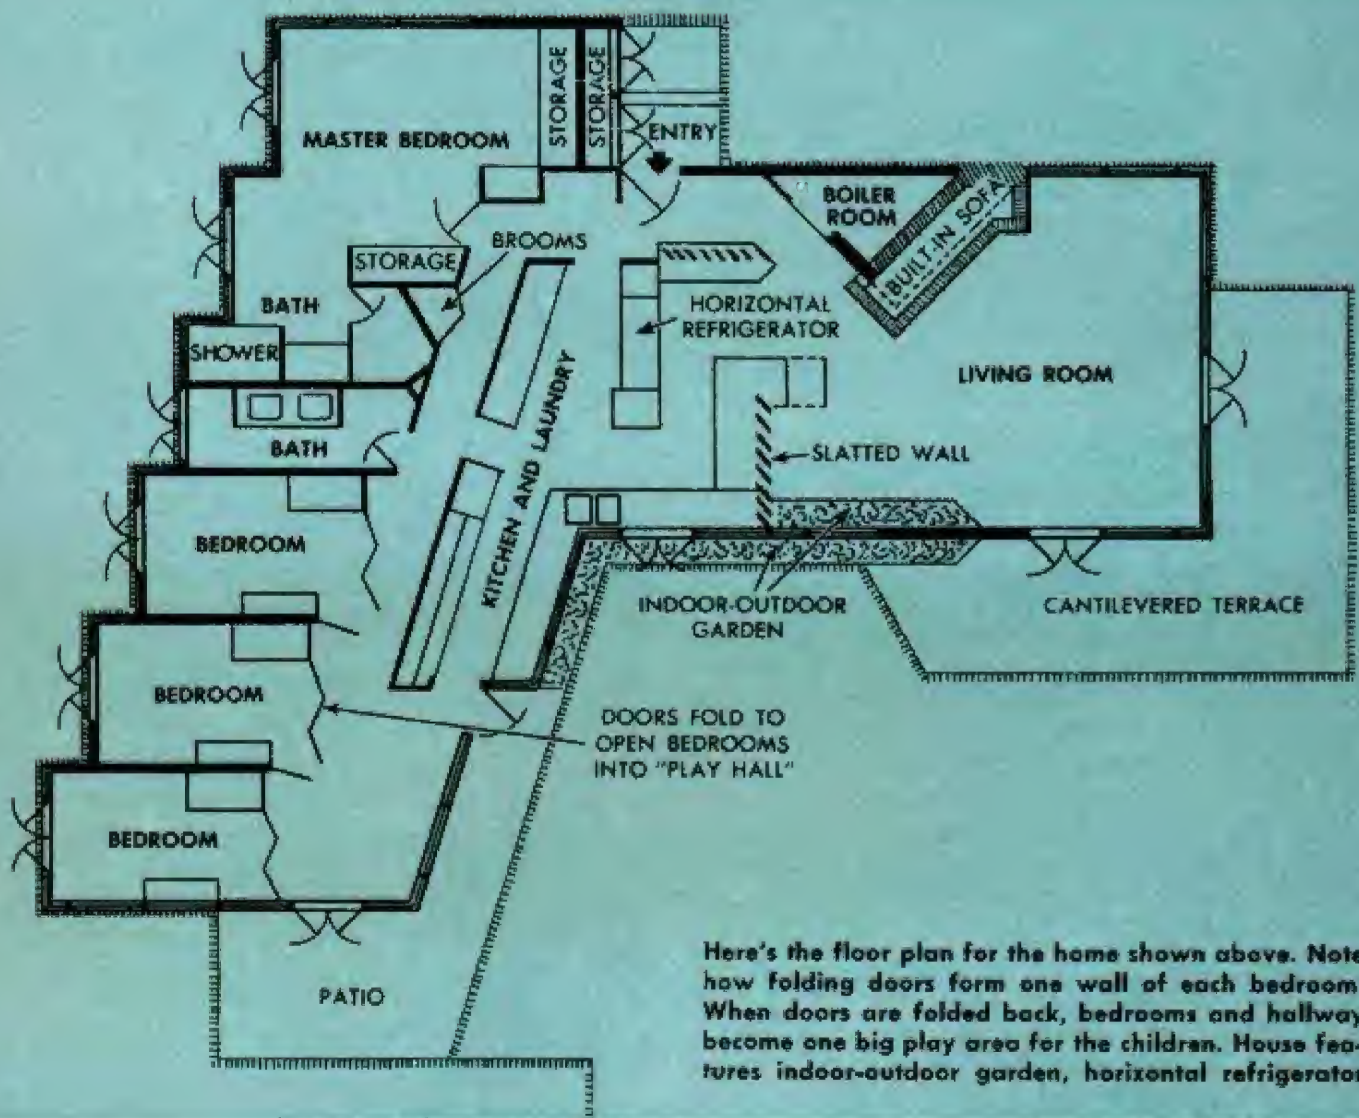 STORAGE
STORAGE
MASTER BEDROOM
ENTRY
BOILER
ROOM
BUILT-IN SOFA
BROOMS
STORAGE
BATH
HORIZONTAL
REFRIGERATOR
SHOWER
LIVING ROOM
KITCHEN AND LAUNDRY
BATH
SLATTED WALL
BEDROOM
INDOOR-OUTDOOR
GARDEN
CANTILEVERED TERRACE
BEDROOM
DOORS FOLD TO
OPEN BEDROOMS
INTO "PLAY HALL"
BEDROOM
PATIO
Here's the floor plan for the home shown above. Note
how folding doors form one wall of each bedroom
When doors are folded back, bedrooms and hallway
become one big play area for the children. House fea-
tures indoor-outdoor garden, horizontal refrigerator